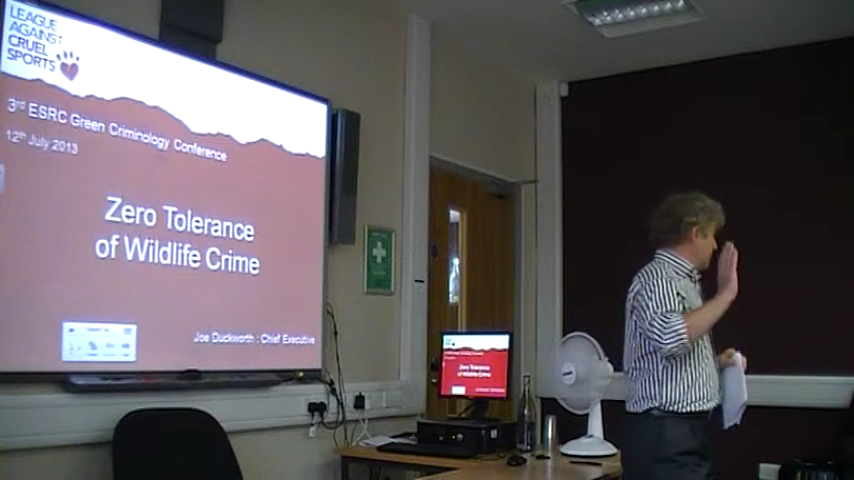 LEAGUE
AGAINST
CRUEL
SPORTS
3rd ESRC Green Criminology Conference
12th July 2013
Zero Tolerance
of Wildlife Crime
Joe Duckworth : Chief Executive
Zero Tolerance
of Wildlife Crime